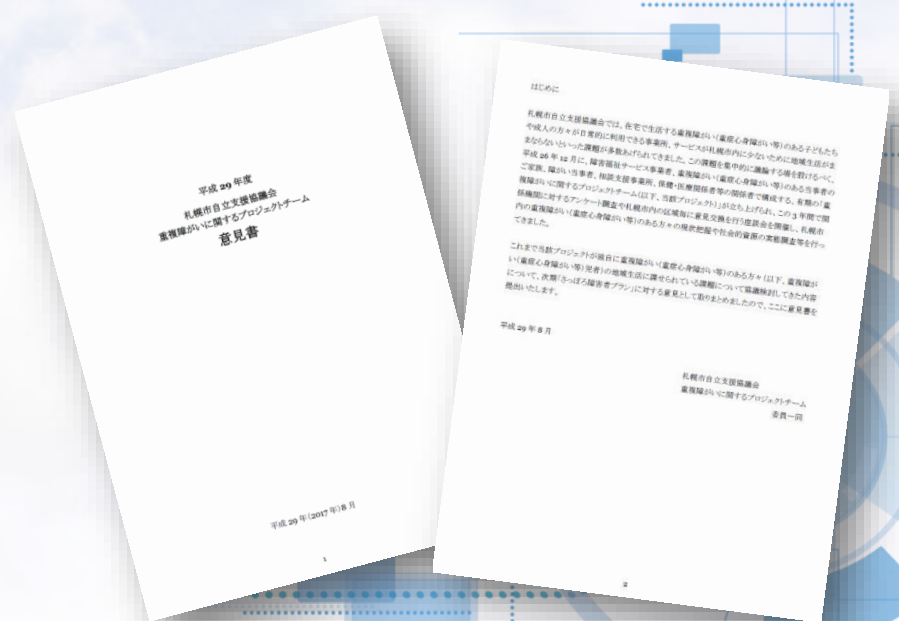 平成 29 年度
札幌市自立支援協議会
重複障がいに関するプロジェクトチーム
意見書
平成 29 年(2017 年)8 月
1
はじめに
札幌市自立支援協議会では、在宅で生活する重複障がい(重症心身障がい等)のある子どもたち
や成人の方々が日常的に利用できる事業所、サービスが札幌市内に少ないために地域生活がま
まならないといった課題が多数あげられてきました。この課題を集中的に議論する場を設けるべく、
平成 26 年 12 月に、障害福祉サービス事業者、重複障がい(重症心身障がい等)のある当事者の
ご家族、障がい当事者、相談支援事業所、保健・医療関係者等の関係者で構成する、有期の「重
複障がいに関するプロジェクトチーム(以下、当該プロジェクト)」が立ち上げられ、この 3 年間で関
係機関に対するアンケート調査や札幌市内の区域毎に意見交換を行う座談会を開催し、札幌市
内の重複障がい(重症心身障がい等)のある方々の現状把握や社会的資源の実態調査等を行っ
てきました。
これまで当該プロジェクトが独自に重複障がい(重症心身障がい等)のある方々(以下、重複障が
い(重症心身障がい等)児者)の地域生活に課せられている課題について協議検討してきた内容
について、次期「さっぽろ障害者プラン」に対する意見として取りまとめましたので、ここに意見書を
提出いたします。
平成 29 年 8 月
札幌市自立支援協議会
重複障がいに関するプロジェクトチーム
委員一同
2